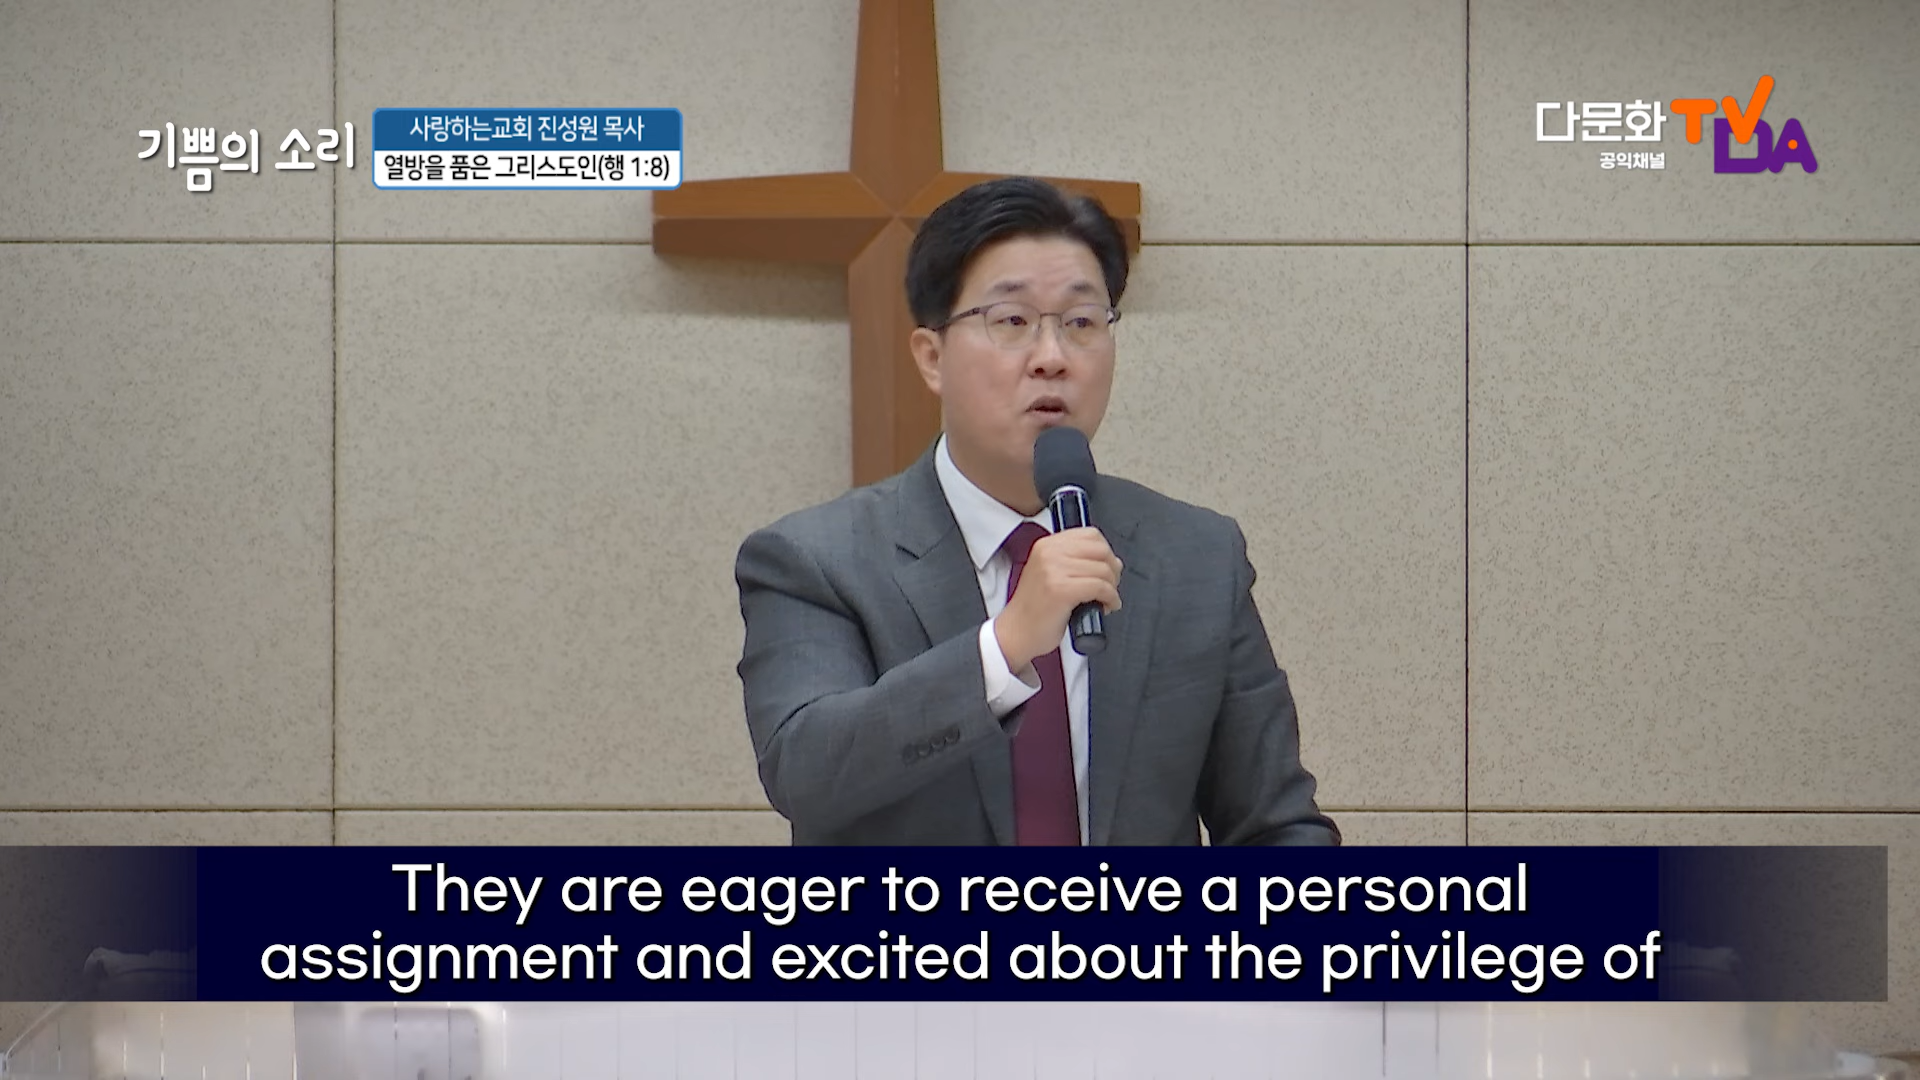 기쁨의 소리
사랑하는교회 진성원 목사
열방을 품은 그리스도인(행 1:8)
다문화 TV
DA
공익채널
They are eager to receive a personal
assignment and excited about the privilege of